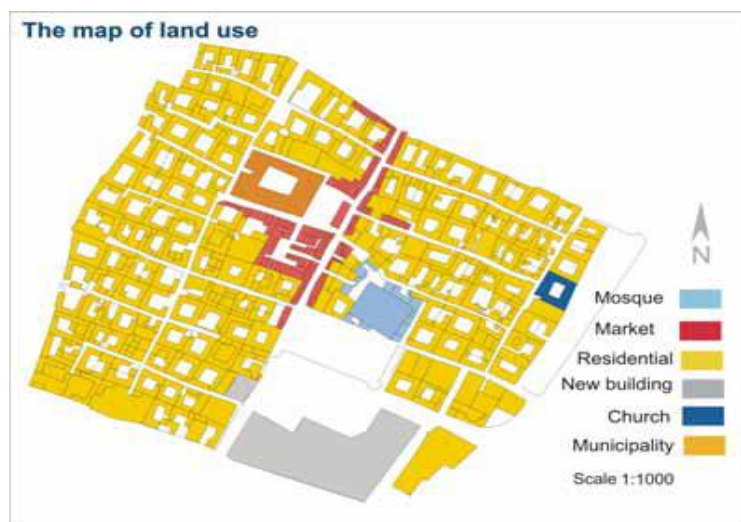 The map of land use
N
Mosque
Market
Residential
New building
Church
Municipality
Scale 1:1000